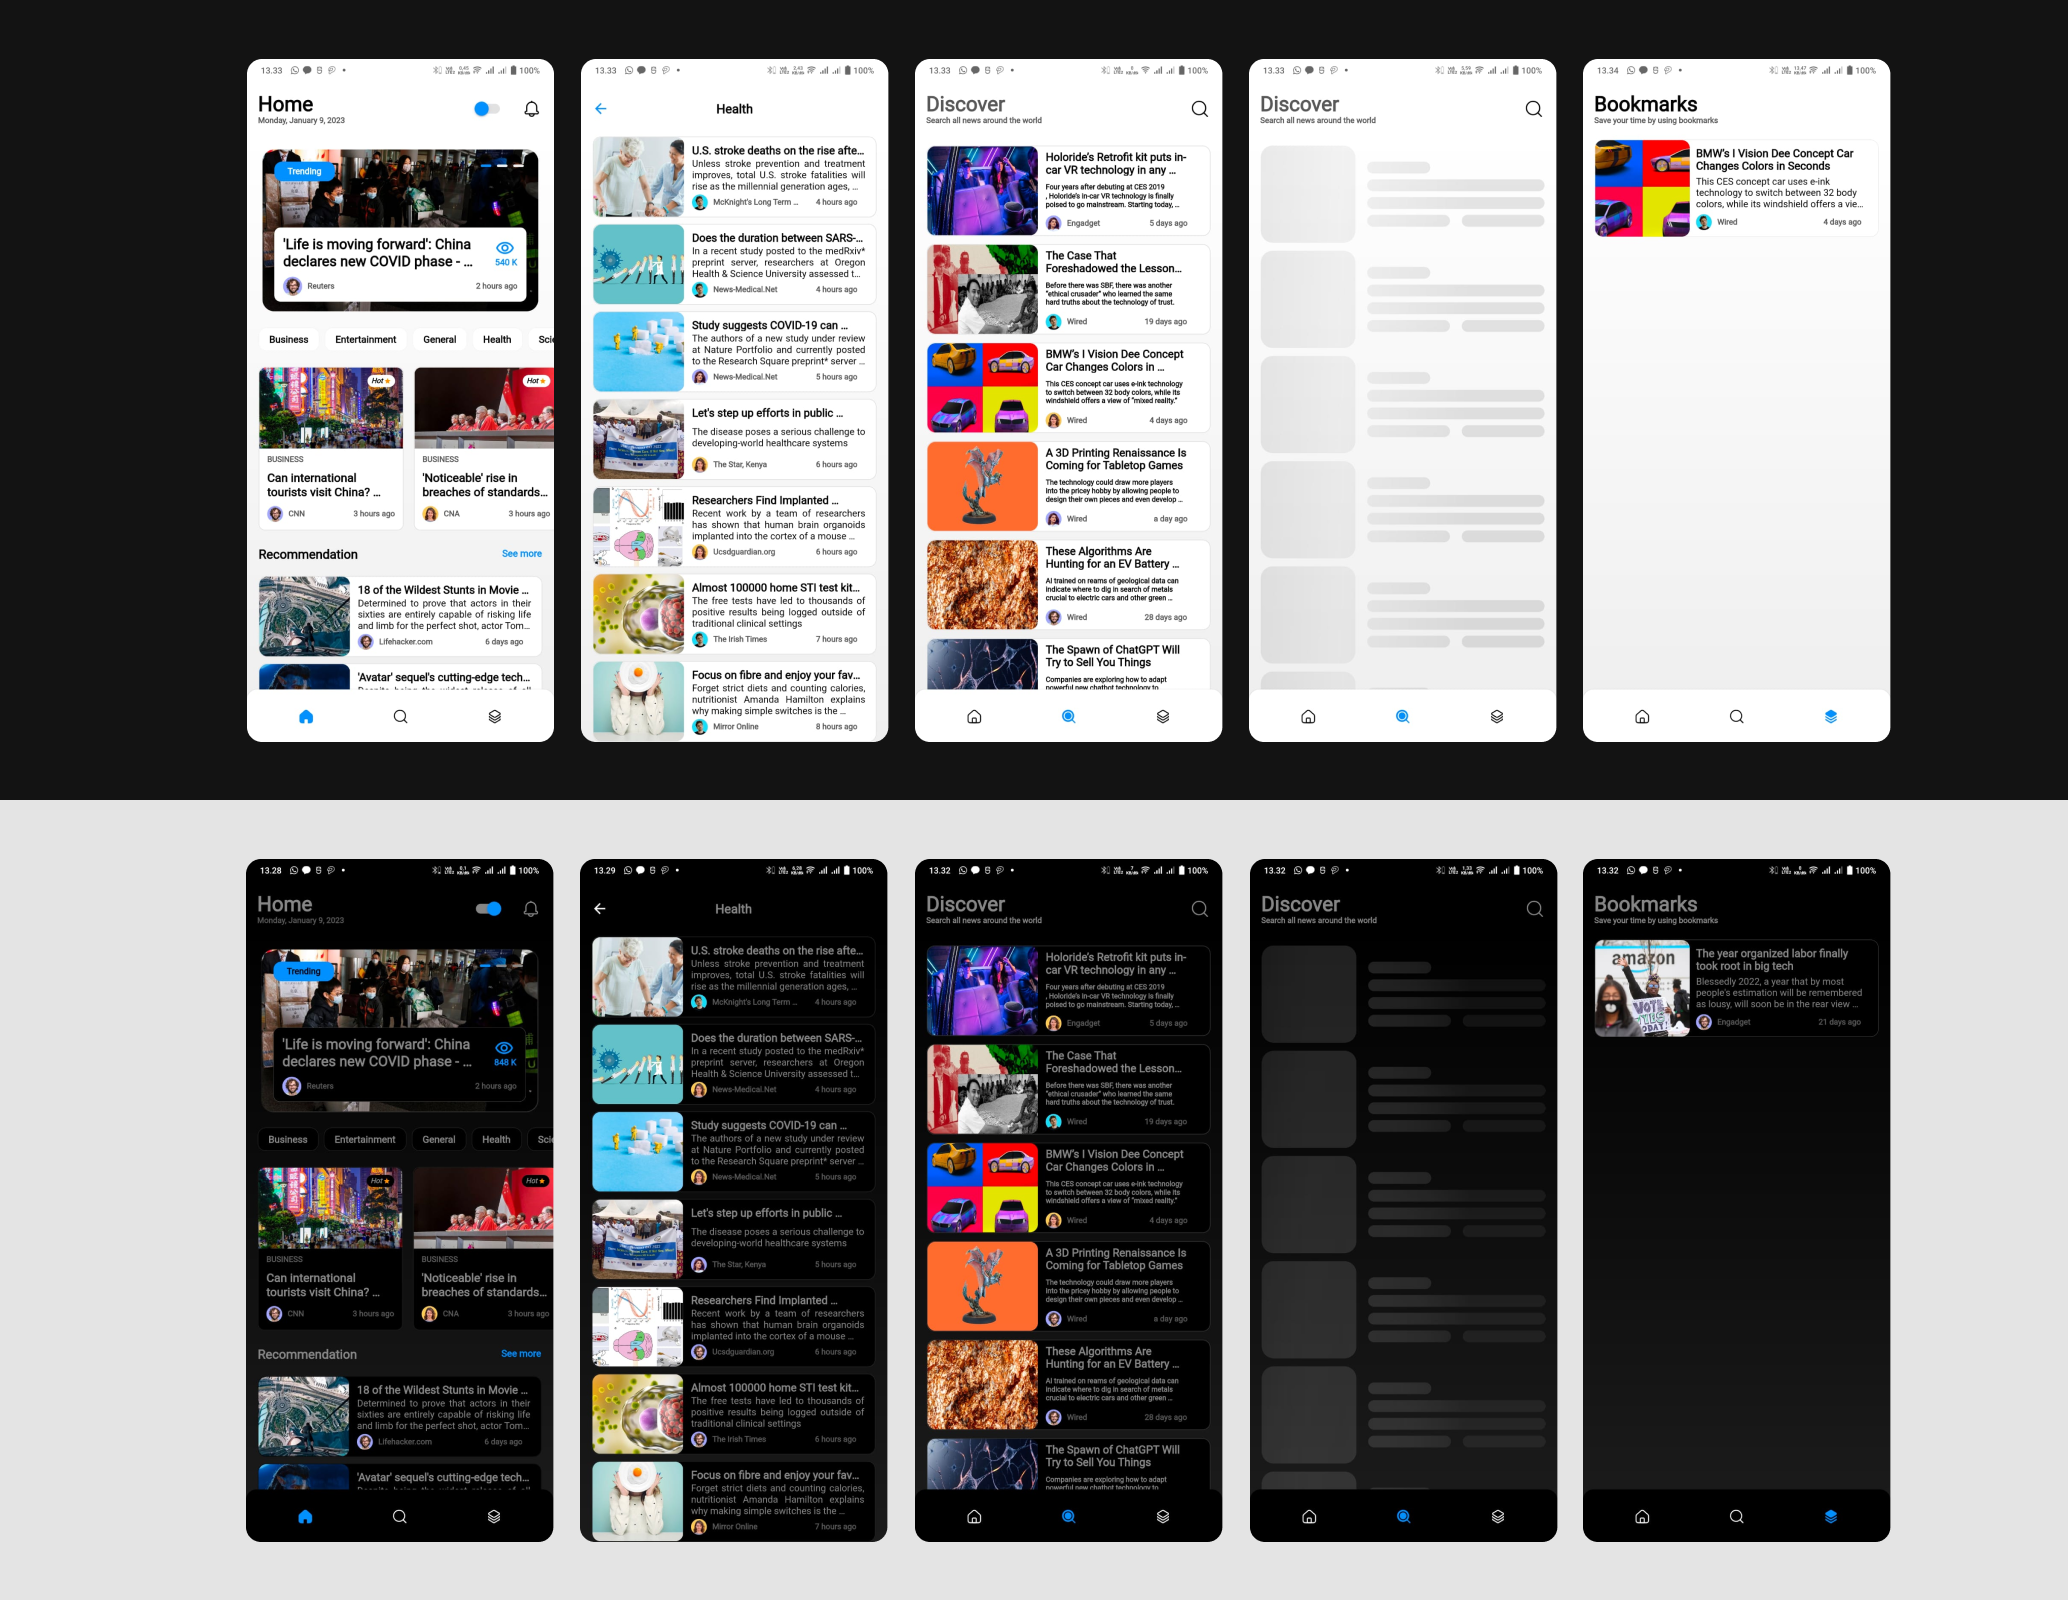 13.33
100%
Home
Monday, January 9, 2023
Trending
'Life is moving forward': China
declares new COVID phase - ...
540 K
Reuters
2 hours ago
Business
Entertainment
General
Health
Scie
Hot
BUSINESS
Can international
tourists visit China? ...
CNN
3 hours ago
Hot
BUSINESS
'Noticeable' rise in
breaches of standards...
CNA
3 hours ago
Recommendation
See more
18 of the Wildest Stunts in Movie ...
Determined to prove that actors in their
sixties are entirely capable of risking life
and limb for the perfect shot, actor Tom...
Lifehacker.com
6 days ago
'Avatar' sequel's cutting-edge tech...
13.33
100%
Health
U.S. stroke deaths on the rise afte...
Unless stroke prevention and treatment
improves, total U.S. stroke fatalities will
rise as the millennial generation ages, ...
McKnight's Long Term ...
4 hours ago
Does the duration between SARS-...
In a recent study posted to the medRxiv*
preprint server, researchers at Oregon
Health & Science University assessed t...
News-Medical.Net
4 hours ago
Study suggests COVID-19 can ...
The authors of a new study under review
at Nature Portfolio and currently posted
to the Research Square preprint* server ...
News-Medical.Net
5 hours ago
Let's step up efforts in public ...
The disease poses a serious challenge to
developing-world healthcare systems
The Star, Kenya
6 hours ago
Researchers Find Implanted ...
Recent work by a team of researchers
has shown that human brain organoids
implanted into the cortex of a mouse ...
Ucsdguardian.org
6 hours ago
Almost 100000 home STI test kit...
The free tests have led to thousands of
positive results being logged outside of
traditional clinical settings
The Irish Times
7 hours ago
Focus on fibre and enjoy your fav...
Forget strict diets and counting calories,
nutritionist Amanda Hamilton explains
why making simple switches is the ...
Mirror Online
8 hours ago
13.33
100%
Discover
Search all news around the world
Holoride's Retrofit kit puts in-
car VR technology in any ...
Four years after debuting at CES 2019
, Holoride's in-car VR technology is finally
poised to go mainstream. Starting today, ...
Engadget
5 days ago
The Case That
Foreshadowed the Lesson...
Before there was SBF, there was another
"ethical crusader" who learned the same
hard truths about the technology of trust.
Wired
19 days ago
BMW's I Vision Dee Concept
Car Changes Colors in ...
This CES concept car uses e-ink technology
to switch between 32 body colors, while its
windshield offers a view of "mixed reality."
Wired
4 days ago
A 3D Printing Renaissance Is
Coming for Tabletop Games
The technology could draw more players
into the pricey hobby by allowing people to
design their own pieces and even develop ...
Wired
a day ago
These Algorithms Are
Hunting for an EV Battery ...
AI trained on reams of geological data can
indicate where to dig in search of metals
crucial to electric cars and other green ...
Wired
28 days ago
The Spawn of ChatGPT Will
Try to Sell You Things
Companies are exploring how to adapt
powerful new chatbot technology to
13.33
100%
Discover
Search all news around the world
13.34
100%
Bookmarks
Save your time by using bookmarks
BMW's I Vision Dee Concept Car
Changes Colors in Seconds
This CES concept car uses e-ink
technology to switch between 32 body
colors, while its windshield offers a vie...
Wired
4 days ago
13.28
100%
Home
Monday, January 9, 2023
Trending
'Life is moving forward': China
declares new COVID phase - ...
848 K
Reuters
2 hours ago
Business
Entertainment
General
Health
Scie
Hot
BUSINESS
Can international
tourists visit China? ...
CNN
3 hours ago
Hot
BUSINESS
'Noticeable' rise in
breaches of standards...
CNA
3 hours ago
Recommendation
See more
18 of the Wildest Stunts in Movie ...
Determined to prove that actors in their
sixties are entirely capable of risking life
and limb for the perfect shot, actor Tom...
Lifehacker.com
6 days ago
'Avatar' sequel's cutting-edge tech...
13.29
100%
Health
U.S. stroke deaths on the rise afte...
Unless stroke prevention and treatment
improves, total U.S. stroke fatalities will
rise as the millennial generation ages, ...
McKnight's Long Term ...
4 hours ago
Does the duration between SARS-...
In a recent study posted to the medRxiv*
preprint server, researchers at Oregon
Health & Science University assessed t...
News-Medical.Net
4 hours ago
Study suggests COVID-19 can ...
The authors of a new study under review
at Nature Portfolio and currently posted
to the Research Square preprint* server ...
News-Medical.Net
5 hours ago
Let's step up efforts in public ...
The disease poses a serious challenge to
developing-world healthcare systems
The Star, Kenya
5 hours ago
Researchers Find Implanted ...
Recent work by a team of researchers
has shown that human brain organoids
implanted into the cortex of a mouse ...
Ucsdguardian.org
6 hours ago
Almost 100000 home STI test kit...
The free tests have led to thousands of
positive results being logged outside of
traditional clinical settings
The Irish Times
6 hours ago
Focus on fibre and enjoy your fav...
Forget strict diets and counting calories,
nutritionist Amanda Hamilton explains
why making simple switches is the ...
Mirror Online
7 hours ago
13.32
100%
Discover
Search all news around the world
Holoride's Retrofit kit puts in-
car VR technology in any ...
Four years after debuting at CES 2019
, Holoride's in-car VR technology is finally
poised to go mainstream. Starting today, ...
Engadget
5 days ago
The Case That
Foreshadowed the Lesson...
Before there was SBF, there was another
"ethical crusader" who learned the same
hard truths about the technology of trust.
Wired
19 days ago
BMW's I Vision Dee Concept
Car Changes Colors in ...
This CES concept car uses e-ink technology
to switch between 32 body colors, while its
windshield offers a view of "mixed reality."
Wired
4 days ago
A 3D Printing Renaissance Is
Coming for Tabletop Games
The technology could draw more players
into the pricey hobby by allowing people to
design their own pieces and even develop ...
Wired
a day ago
These Algorithms Are
Hunting for an EV Battery ...
AI trained on reams of geological data can
indicate where to dig in search of metals
crucial to electric cars and other green ...
Wired
28 days ago
The Spawn of ChatGPT Will
Try to Sell You Things
Companies are exploring how to adapt
powerful new chatbot technology to
13.32
100%
Discover
Search all news around the world
13.32
100%
Bookmarks
Save your time by using bookmarks
amazon
VOTE
YES
TODAY!
The year organized labor finally
took root in big tech
Blessedly 2022, a year that by most
people's estimation will be remembered
as lousy, will soon be in the rear view ...
Engadget
21 days ago